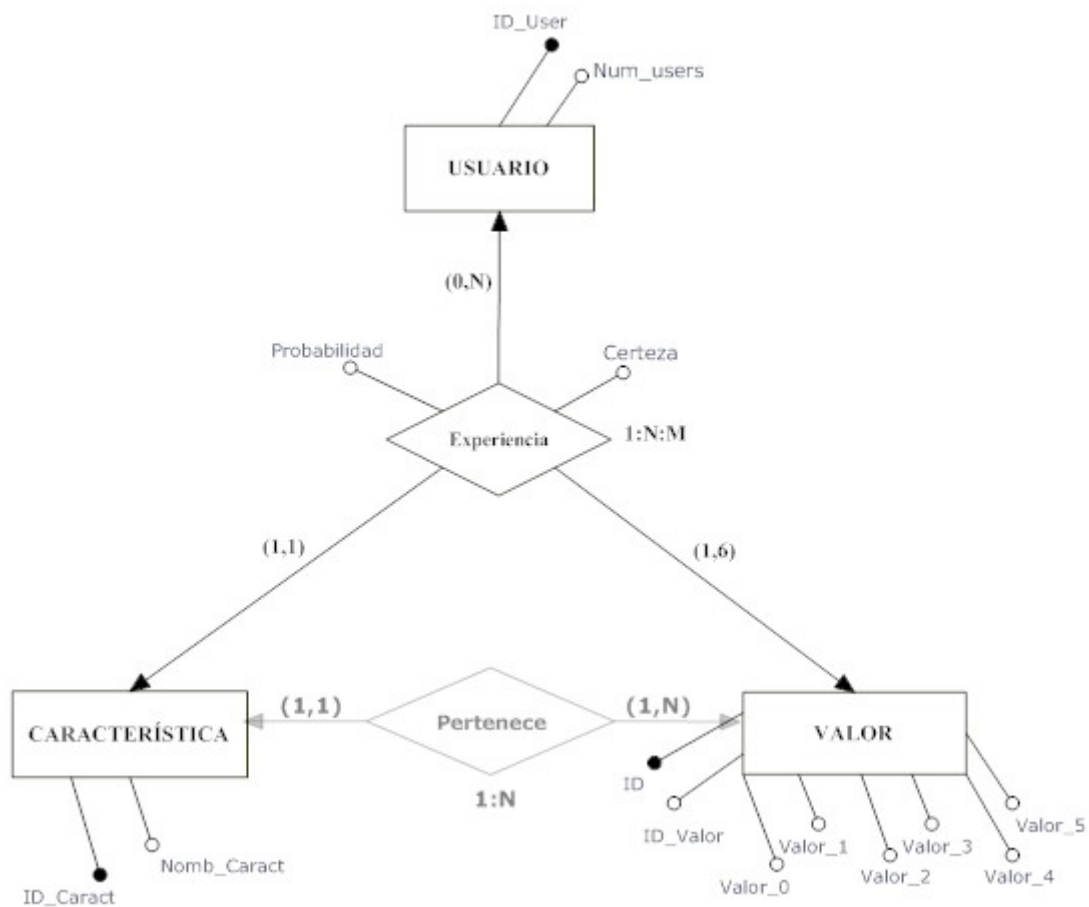 ID_User
Num_users
USUARIO
(0,N)
Probabilidad
Certeza
Experiencia
1:N:M
(1,1)
(1,6)
(1,1)
(1,N)
CARACTERÍSTICA
Pertenece
VALOR
1:N
ID
ID_Valor
Valor_5
Valor_1
Valor_3
Nomb_Caract
Valor_0
Valor_2
Valor_4
ID_Caract